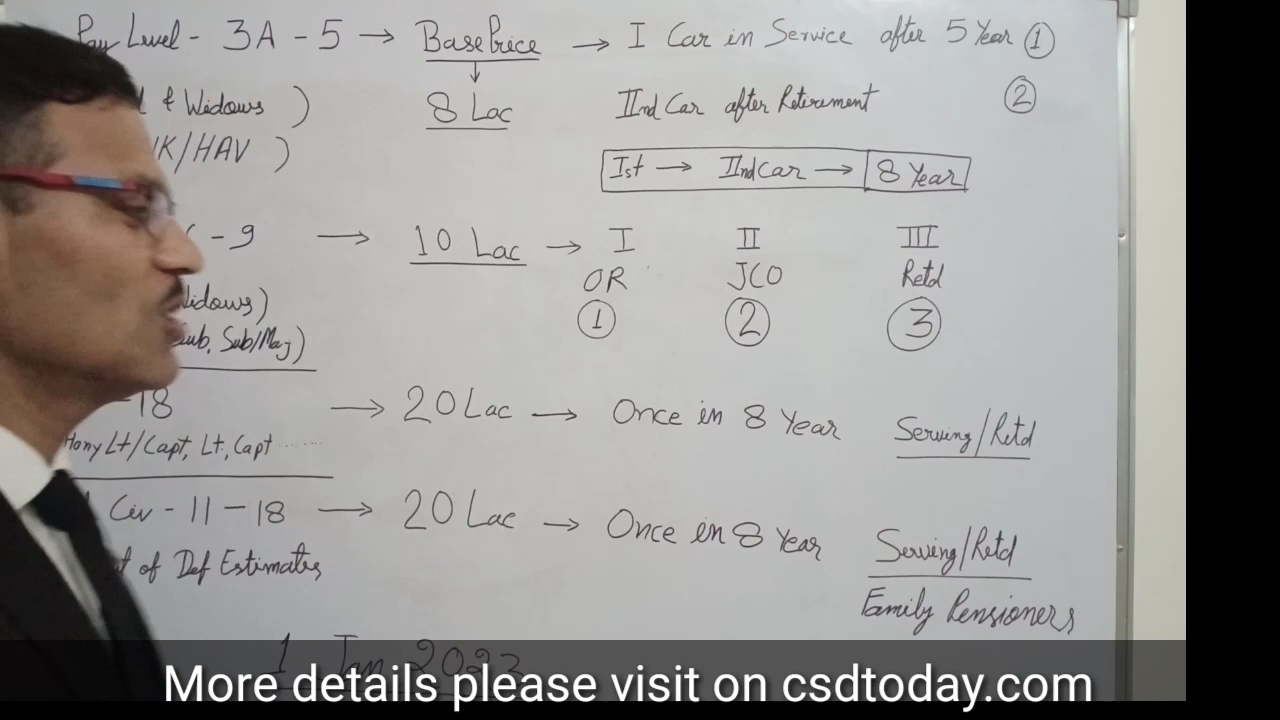 Pay Level - 3A - 5 → Base Price → I Car in Service after 5 Year ①
& Widows ) 8 Lac IInd Car after Retirement ②
/HAV )
Ist → IInd Car → 8 Year
- 9 → 10 Lac → I II III
OR JCO Retd
① ② ③
Widows)
Sub, Sub/Maj)
-18 → 20 Lac → Once in 8 Year Serving/Retd
Hony Lt/Capt, Lt, Capt ........
Civ - 11 - 18 → 20 Lac → Once in 8 Year Serving/Retd
of Def Estimates
Family Pensioners
1 Jan 2023
More details please visit on csdtoday.com